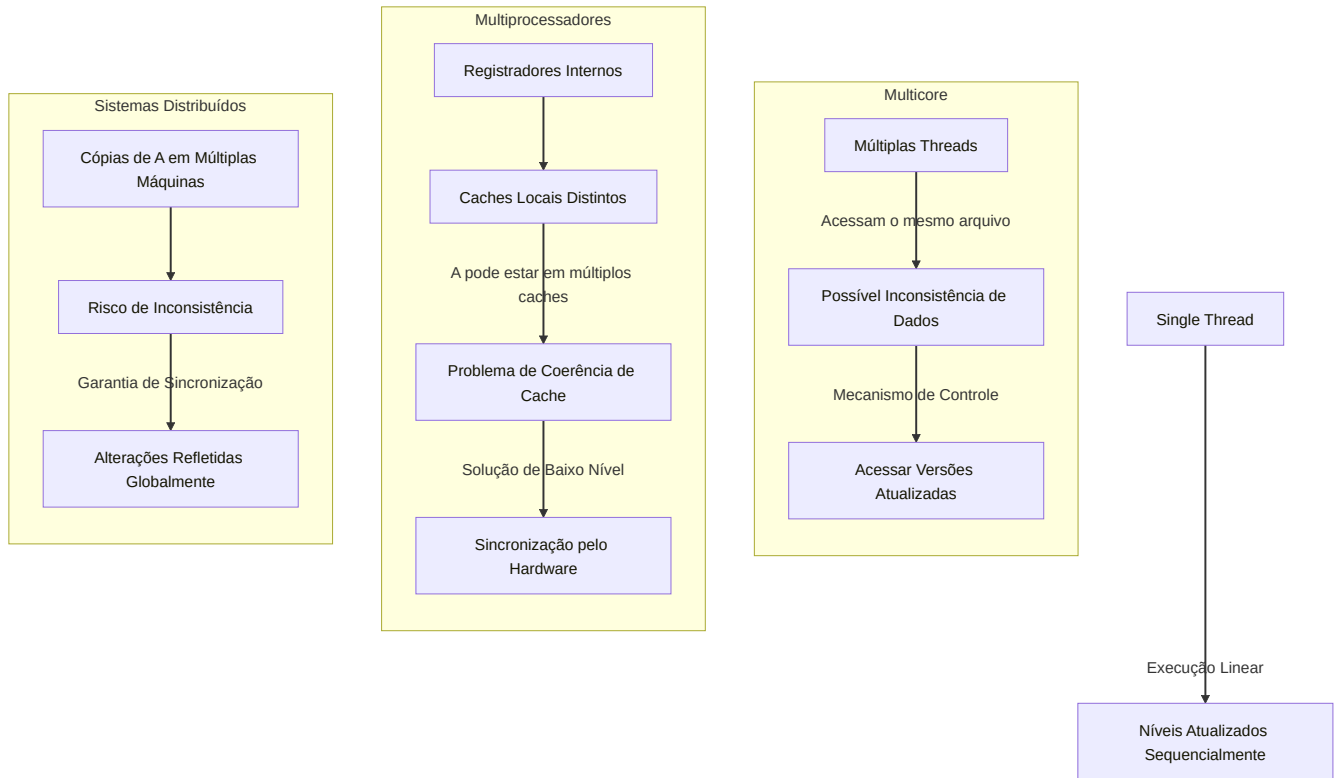 Sistemas Distribuídos
Cópias de A em Múltiplas
Máquinas
Risco de Inconsistência
Garantia de Sincronização
Alterações Refletidas
Globalmente
Multiprocessadores
Registradores Internos
Caches Locais Distintos
A pode estar em múltiplos
caches
Problema de Coerência de
Cache
Solução de Baixo Nível
Sincronização pelo
Hardware
Multicore
Múltiplas Threads
Acessam o mesmo arquivo
Possível Inconsistência de
Dados
Mecanismo de Controle
Acessar Versões
Atualizadas
Single Thread
Execução Linear
Níveis Atualizados
Sequencialmente